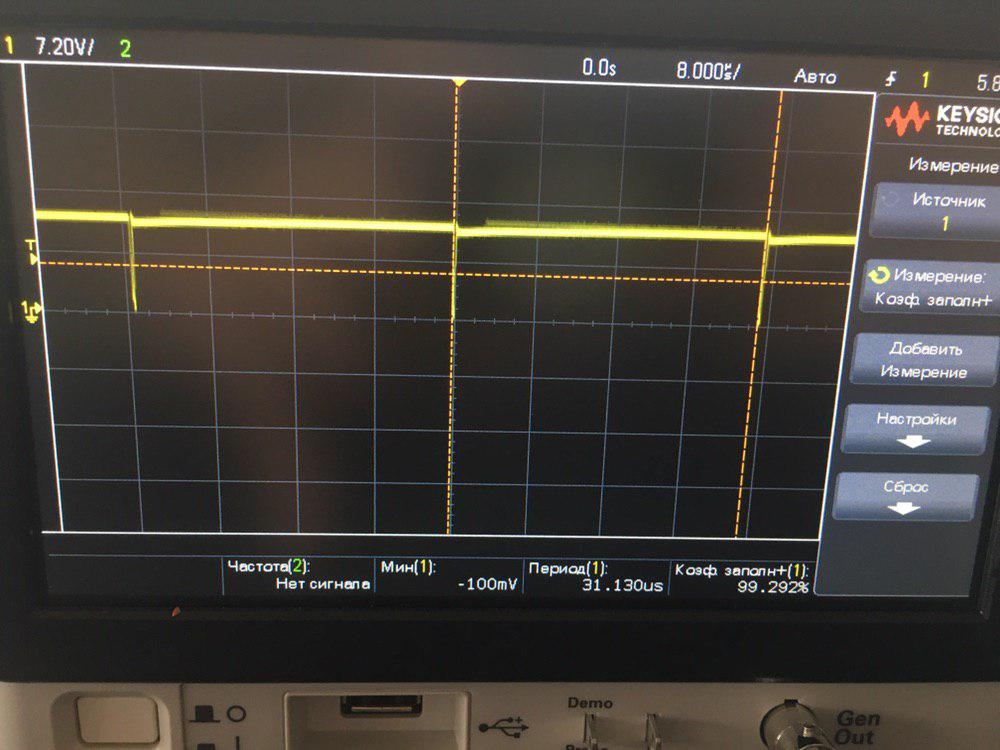 1 7.20V/ 2 0.0s 8.000us/ Авто 1 5.8
KEYSIG
TECHNOLO
Измерение
Источник
1
Измерение:
Коэф. заполн+
Добавить
Измерение
Настройки
Сброс
T
1
Частота(2):
Нет сигнала
Мин(1):
-100mV
Период(1):
31.130us
Коэф. заполн+(1):
99.292%
Demo
Gen
Out